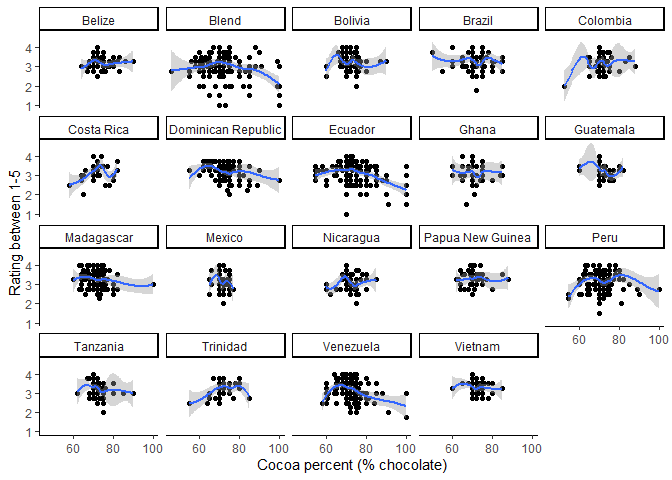 Belize Blend Bolivia Brazil Colombia
4
3
2
1
Costa Rica Dominican Republic Ecuador Ghana Guatemala
4
3
2
1
Madagascar Mexico Nicaragua Papua New Guinea Peru
4
3
2
1
60 80 100
Tanzania Trinidad Venezuela Vietnam
4
3
2
1
60 80 100 60 80 100 60 80 100 60 80 100
Cocoa percent (% chocolate)
Rating between 1-5